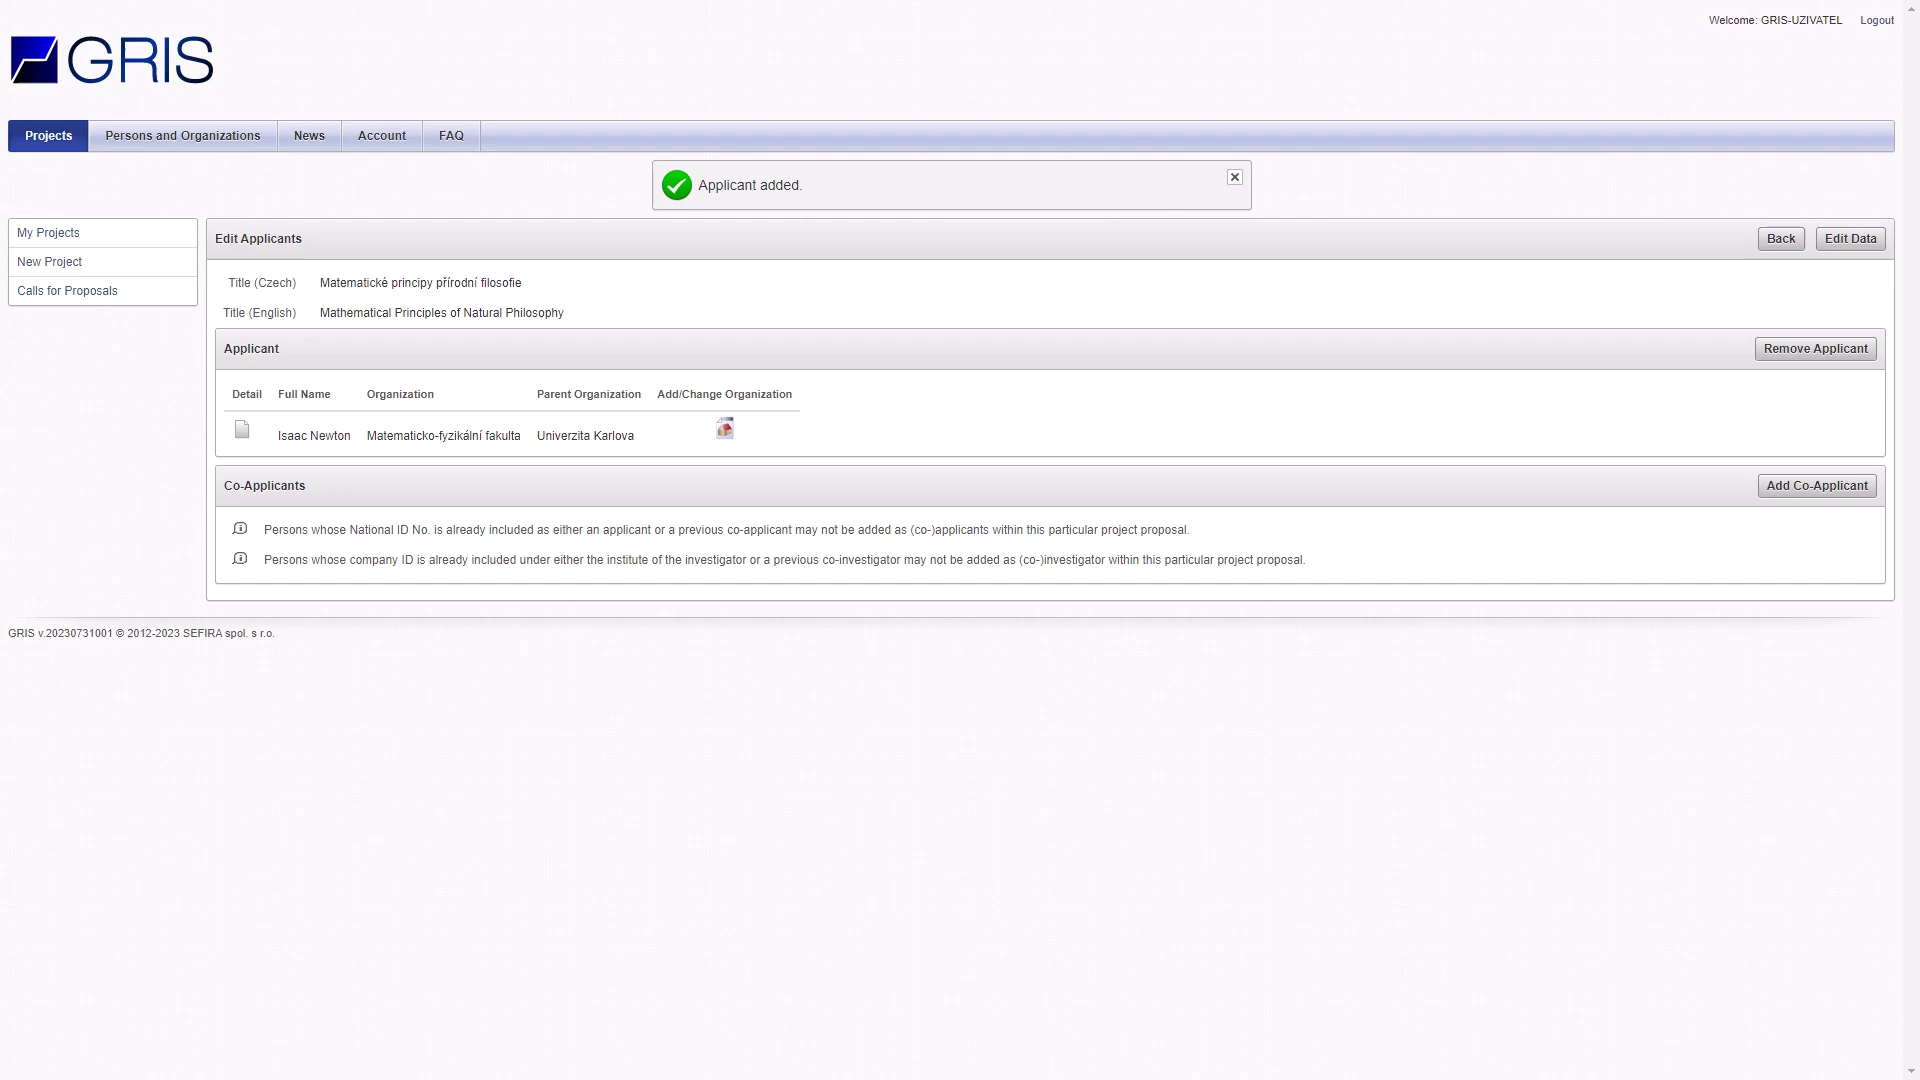 Welcome: GRIS-UZIVATEL Logout
GRIS
Projects Persons and Organizations News Account FAQ
Applicant added.
My Projects
New Project
Calls for Proposals
Edit Applicants Back Edit Data
Title (Czech) Matematické principy přírodní filosofie
Title (English) Mathematical Principles of Natural Philosophy
Applicant Remove Applicant
Detail Full Name Organization Parent Organization Add/Change Organization
Isaac Newton Matematicko-fyzikální fakulta Univerzita Karlova
Co-Applicants Add Co-Applicant
Persons whose National ID No. is already included as either an applicant or a previous co-applicant may not be added as (co-)applicants within this particular project proposal.
Persons whose company ID is already included under either the institute of the investigator or a previous co-investigator may not be added as (co-)investigator within this particular project proposal.
GRIS v.20230731001 © 2012-2023 SEFIRA spol. s r.o.